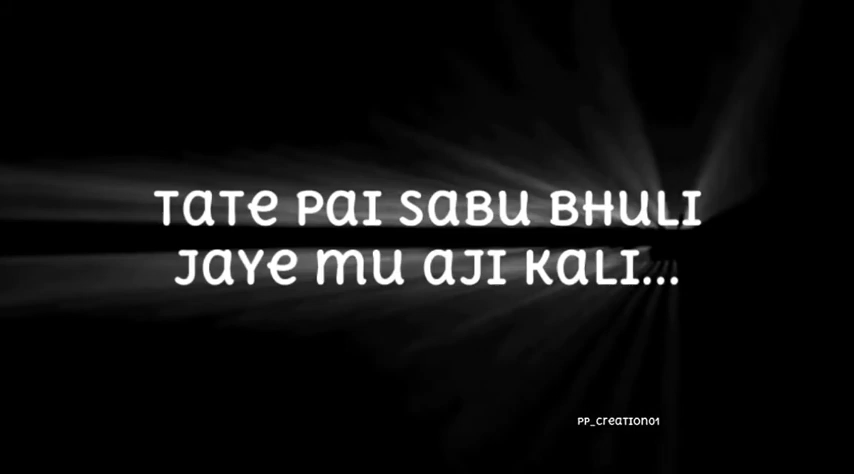 TaTe PaI SaBU BHULI
JaYe mU aJI KaLI...
PP_CreaTION01